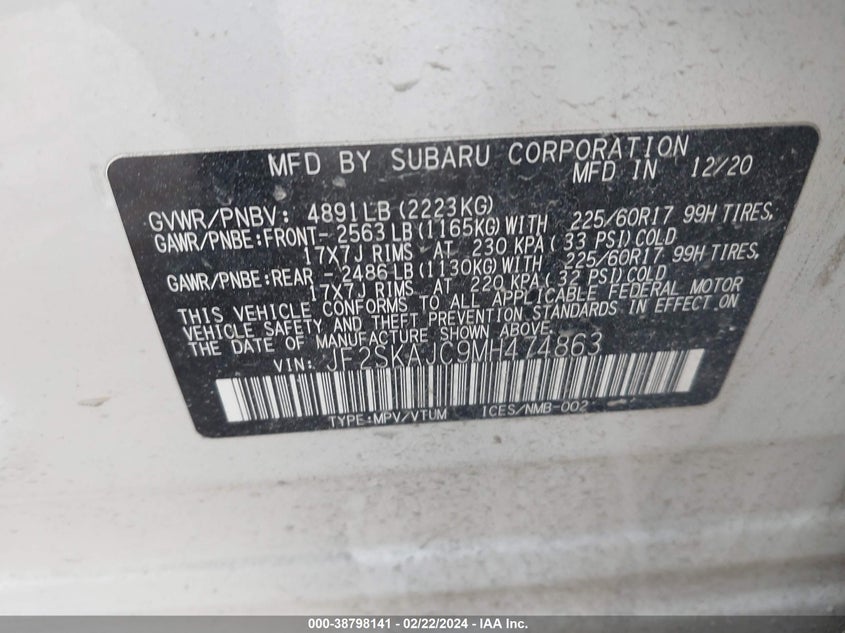 MFD BY SUBARU CORPORATION
MFD IN 12/20
GVWR/PNBV: 4891LB (2223KG)
GAWR/PNBE:FRONT- 2563 LB (1165KG)WITH 225/60R17 99H TIRES,
17X7J RIMS AT 230 KPA( 33 PSI)COLD
GAWR/PNBE:REAR - 2486 LB (1130KG)WITH 225/60R17 99H TIRES,
17X7J RIMS AT 220 KPA( 32 PSI)COLD
THIS VEHICLE CONFORMS TO ALL APPLICABLE FEDERAL MOTOR
VEHICLE SAFETY AND THEFT PREVENTION STANDARDS IN EFFECT ON
THE DATE OF MANUFACTURE SHOWN ABOVE.
VIN: JF2SKAJC9MH474863
TYPE:MPV/VTUM ICES/NMB-002
000-38798141 - 02/22/2024 - IAA Inc.